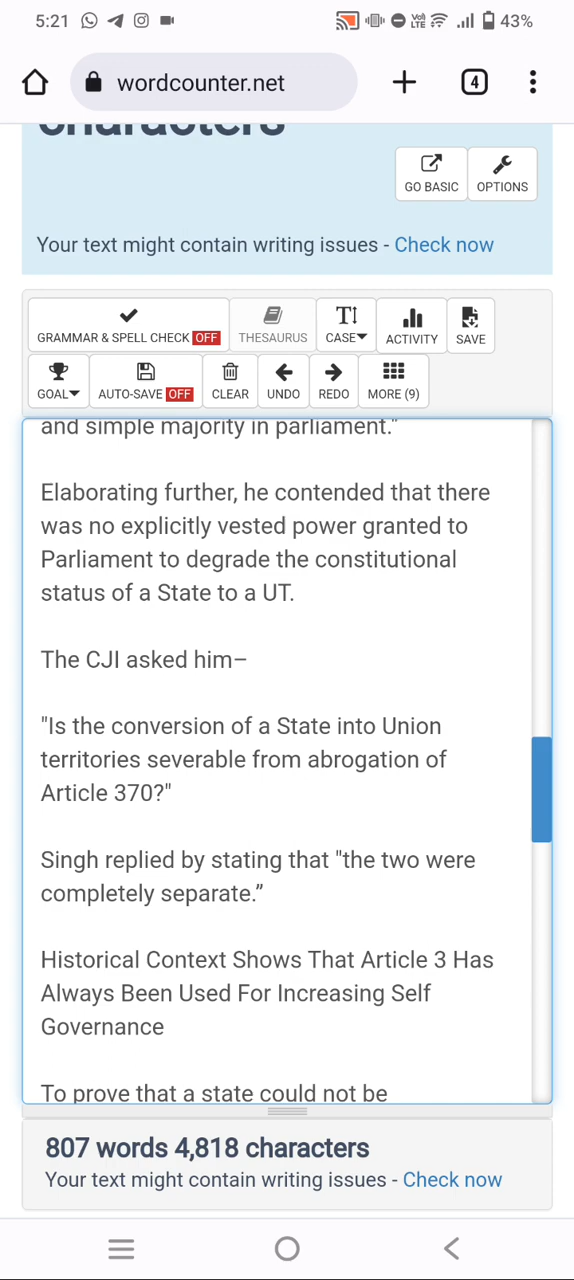 5:21 Vo) LTE 43%
wordcounter.net 4
characters
GO BASIC OPTIONS
Your text might contain writing issues - Check now
GRAMMAR & SPELL CHECK OFF THESAURUS CASE ACTIVITY SAVE
GOAL AUTO-SAVE OFF CLEAR UNDO REDO MORE (9)
and simple majority in parliament."
Elaborating further, he contended that there
was no explicitly vested power granted to
Parliament to degrade the constitutional
status of a State to a UT.
The CJI asked him–
"Is the conversion of a State into Union
territories severable from abrogation of
Article 370?"
Singh replied by stating that "the two were
completely separate.”
Historical Context Shows That Article 3 Has
Always Been Used For Increasing Self
Governance
To prove that a state could not be
807 words 4,818 characters
Your text might contain writing issues - Check now